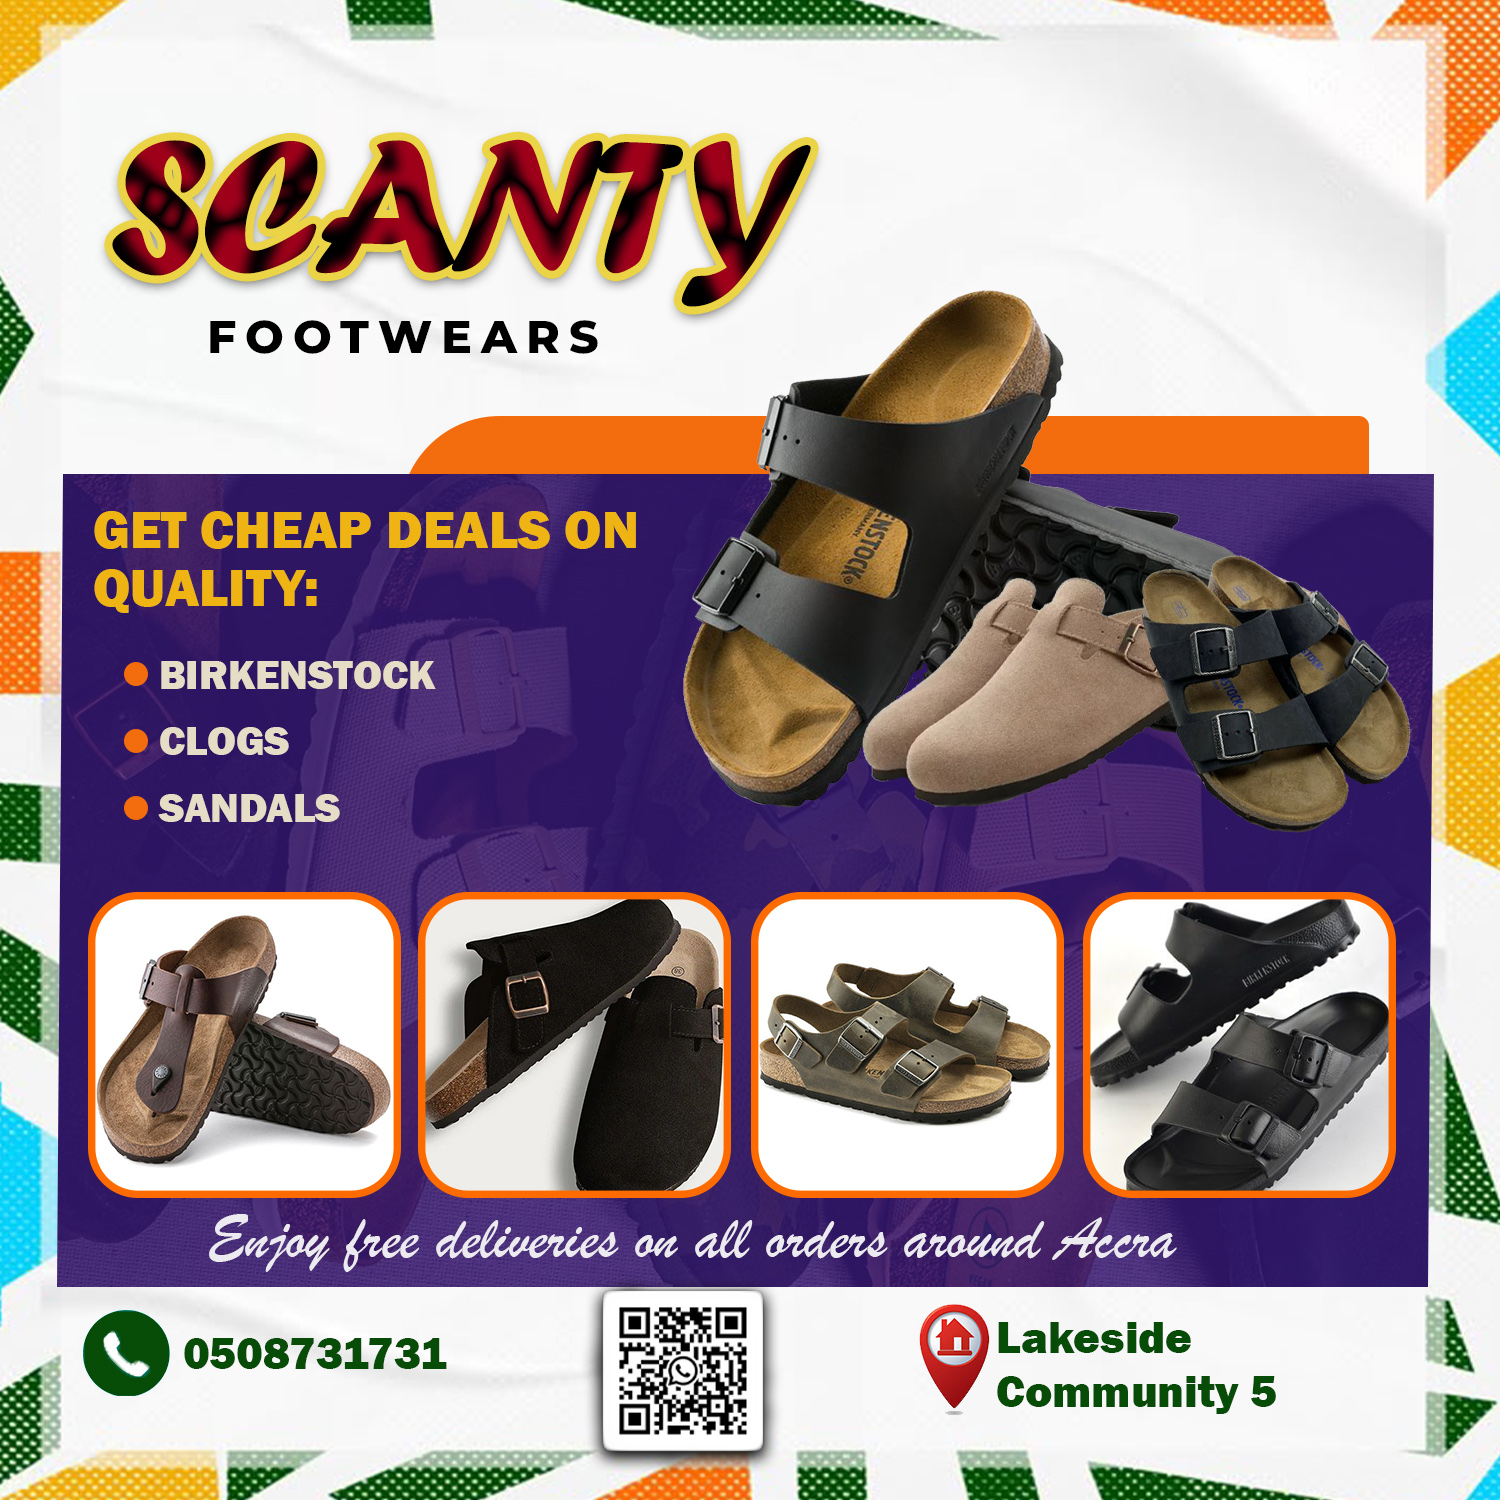 SCANTY
FOOTWEARS
GET CHEAP DEALS ON
QUALITY:
BIRKENSTOCK
CLOGS
SANDALS
BIRKENSTOCK
Enjoy free deliveries on all orders around Accra
0508731731
Lakeside
Community 5